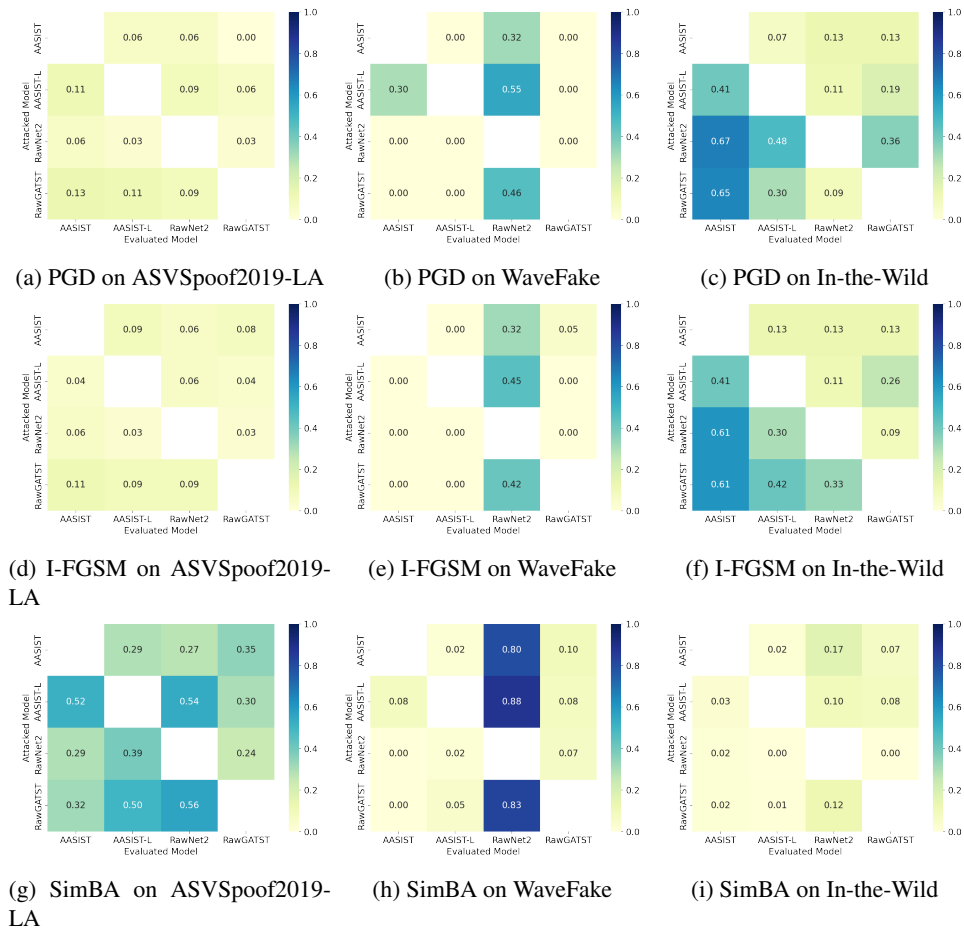 1.0
AASIST 0.06 0.06 0.00
0.8
AASIST-L 0.11 0.09 0.06
0.6
Attacked Model
RawNet2 0.06 0.03 0.03
0.4
0.2
RawGATST 0.13 0.11 0.09
0.0
AASIST AASIST-L RawNet2 RawGATST
Evaluated Model
(a) PGD on ASVSpoof2019-LA
1.0
AASIST 0.00 0.32 0.00
0.8
AASIST-L 0.30 0.55 0.00
0.6
Attacked Model
RawNet2 0.00 0.00 0.00
0.4
0.2
RawGATST 0.00 0.00 0.46
0.0
AASIST AASIST-L RawNet2 RawGATST
Evaluated Model
(b) PGD on WaveFake
1.0
AASIST 0.07 0.13 0.13
0.8
AASIST-L 0.41 0.11 0.19
0.6
Attacked Model
RawNet2 0.67 0.48 0.36
0.4
0.2
RawGATST 0.65 0.30 0.09
0.0
AASIST AASIST-L RawNet2 RawGATST
Evaluated Model
(c) PGD on In-the-Wild
1.0
AASIST 0.09 0.06 0.08
0.8
AASIST-L 0.04 0.06 0.04
0.6
Attacked Model
RawNet2 0.06 0.03 0.03
0.4
0.2
RawGATST 0.11 0.09 0.09
0.0
AASIST AASIST-L RawNet2 RawGATST
Evaluated Model
(d) I-FGSM on ASVSpoof2019-
LA
1.0
AASIST 0.00 0.32 0.05
0.8
AASIST-L 0.00 0.45 0.00
0.6
Attacked Model
RawNet2 0.00 0.00 0.00
0.4
0.2
RawGATST 0.00 0.00 0.42
0.0
AASIST AASIST-L RawNet2 RawGATST
Evaluated Model
(e) I-FGSM on WaveFake
1.0
AASIST 0.13 0.13 0.13
0.8
AASIST-L 0.41 0.11 0.26
0.6
Attacked Model
RawNet2 0.61 0.30 0.09
0.4
0.2
RawGATST 0.61 0.42 0.33
0.0
AASIST AASIST-L RawNet2 RawGATST
Evaluated Model
(f) I-FGSM on In-the-Wild
1.0
AASIST 0.29 0.27 0.35
0.8
AASIST-L 0.52 0.54 0.30
0.6
Attacked Model
RawNet2 0.29 0.39 0.24
0.4
0.2
RawGATST 0.32 0.50 0.56
0.0
AASIST AASIST-L RawNet2 RawGATST
Evaluated Model
(g) SimBA on ASVSpoof2019-
LA
1.0
AASIST 0.02 0.80 0.10
0.8
AASIST-L 0.08 0.88 0.08
0.6
Attacked Model
RawNet2 0.00 0.02 0.07
0.4
0.2
RawGATST 0.00 0.05 0.83
0.0
AASIST AASIST-L RawNet2 RawGATST
Evaluated Model
(h) SimBA on WaveFake
1.0
AASIST 0.02 0.17 0.07
0.8
AASIST-L 0.03 0.10 0.08
0.6
Attacked Model
RawNet2 0.00 0.00 0.00
0.4
0.2
RawGATST 0.02 0.01 0.12
0.0
AASIST AASIST-L RawNet2 RawGATST
Evaluated Model
(i) SimBA on In-the-Wild